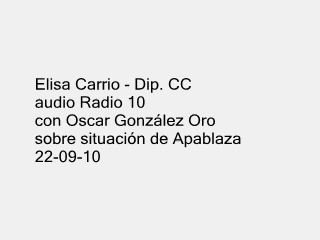 Elisa Carrio - Dip. CC
audio Radio 10
con Oscar González Oro
sobre situación de Apablaza
22-09-10